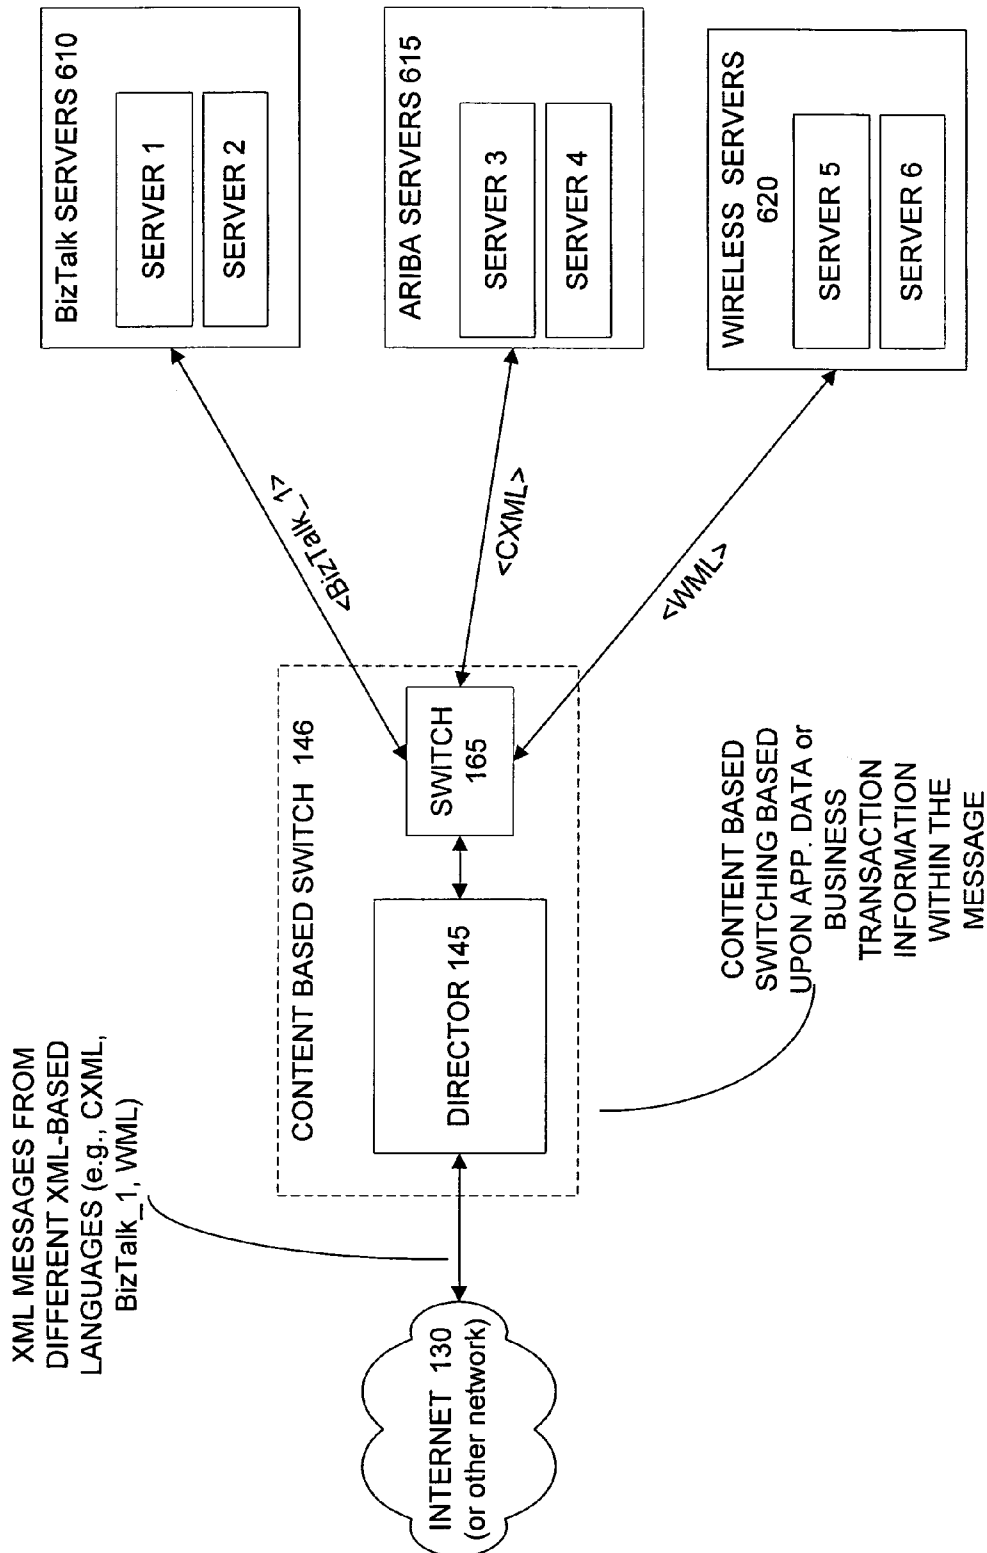 XML MESSAGES FROM
DIFFERENT XML-BASED
LANGUAGES (e.g., CXML,
BizTalk_1, WML)
INTERNET 130
(or other network)
CONTENT BASED SWITCH 146
DIRECTOR 145
SWITCH
165
CONTENT BASED
SWITCHING BASED
UPON APP. DATA or
BUSINESS
TRANSACTION
INFORMATION
WITHIN THE
MESSAGE
<BizTalk_1>
<CXML>
<WML>
BizTalk SERVERS 610
SERVER 1
SERVER 2
ARIBA SERVERS 615
SERVER 3
SERVER 4
WIRELESS SERVERS
620
SERVER 5
SERVER 6